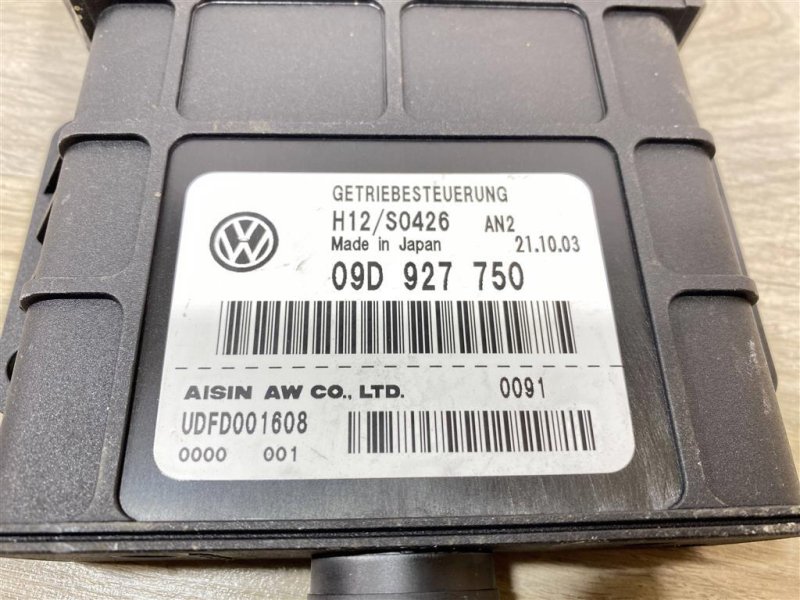 GETRIEBESTEUERUNG
H12/S0426 AN2
Made in Japan 21.10.03
09D 927 750
AISIN AW CO., LTD. 0091
UDFD001608
0000 001